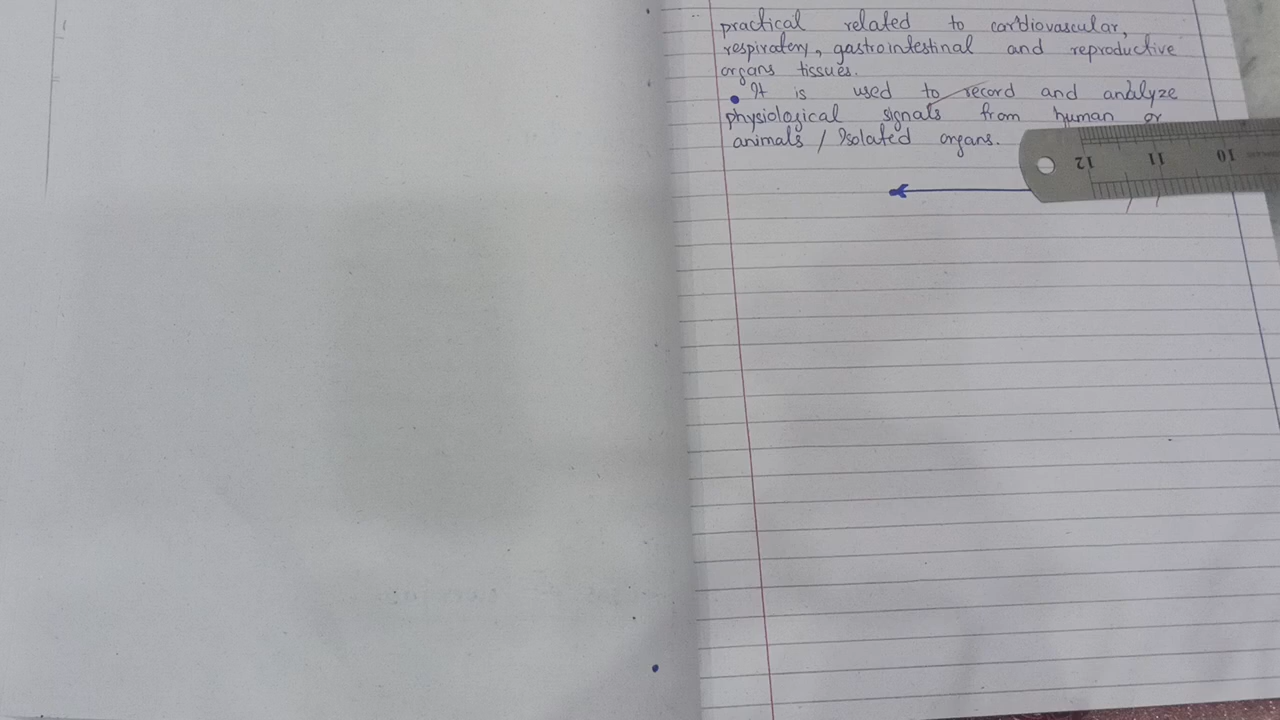 practical related to cardiovascular,
respiratory, gastrointestinal and reproductive
organs tissues.
• It is used to record and analyze
physiological signals from human or
animals / Isolated organs.
12 11 10